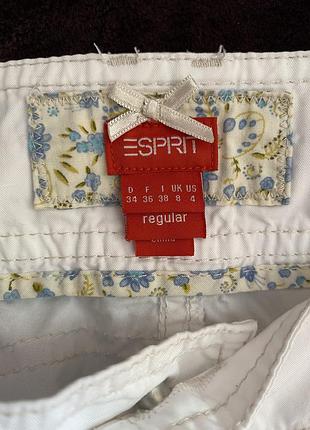 ESPRIT
D F I UK US
34 36 38 8 4
regular